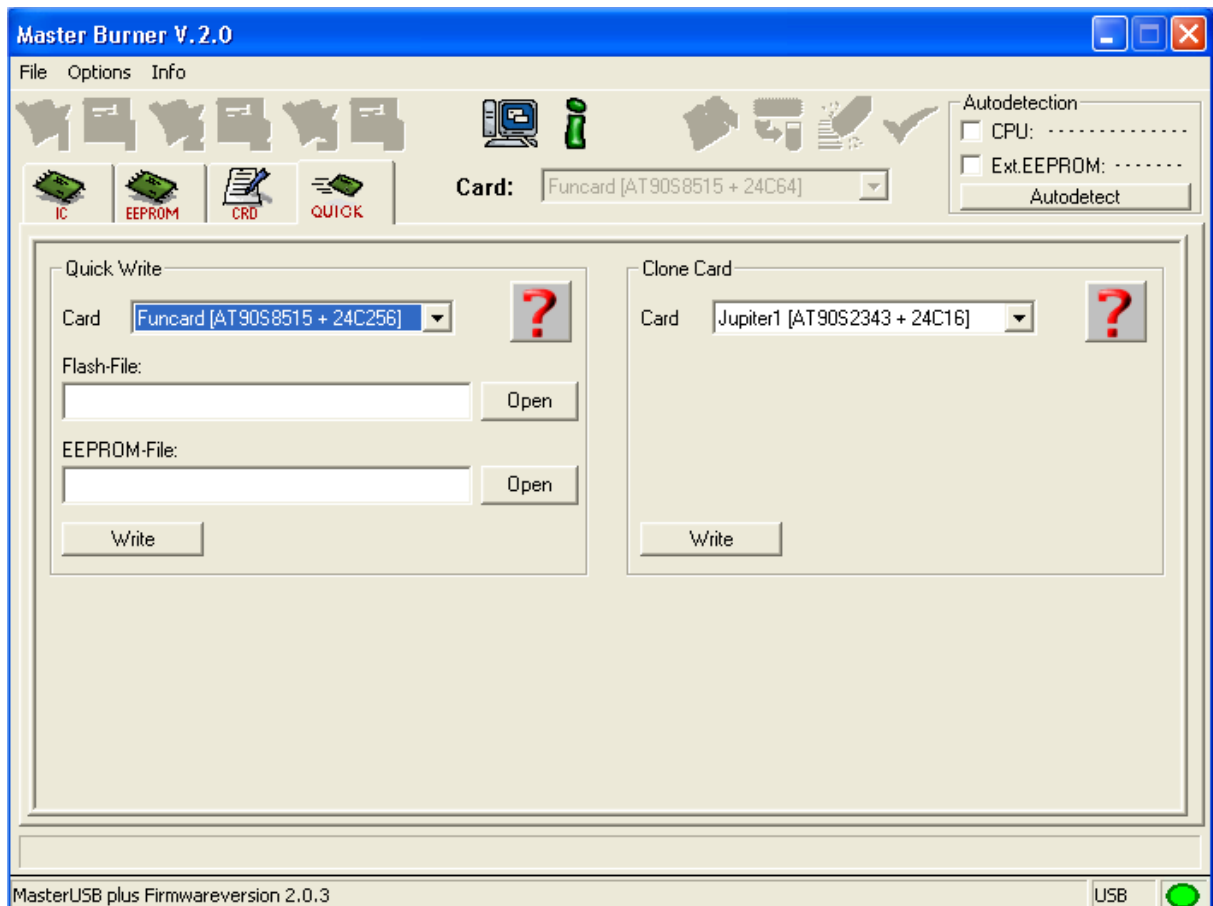 Master Burner V.2.0
File Options Info
Autodetection
CPU: - - - - - - - - - - - - - -
Ext.EEPROM: - - - - - - -
Autodetect
IC
EEPROM
CRD
QUICK
Card: Funcard [AT90S8515 + 24C64]
Quick Write
Card Funcard [AT90S8515 + 24C256]
Flash-File:
Open
EEPROM-File:
Open
Write
Clone Card
Card Jupiter1 [AT90S2343 + 24C16]
Write
MasterUSB plus Firmwareversion 2.0.3
USB